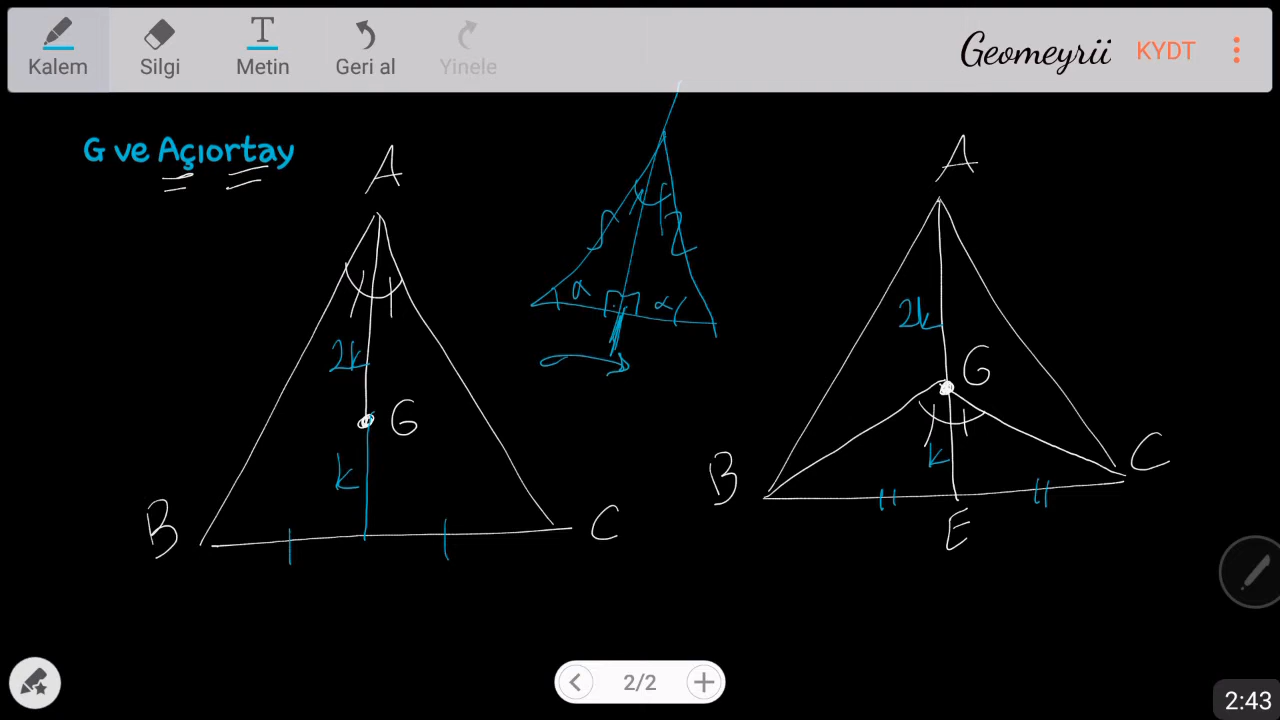 Kalem Silgi Metin Geri al Yinele Geomeyrii KYDT
G ve Açıortay
A
2k
G
k
B
C
α
α
A
2k
G
k
B
C
E
2/2
2:43